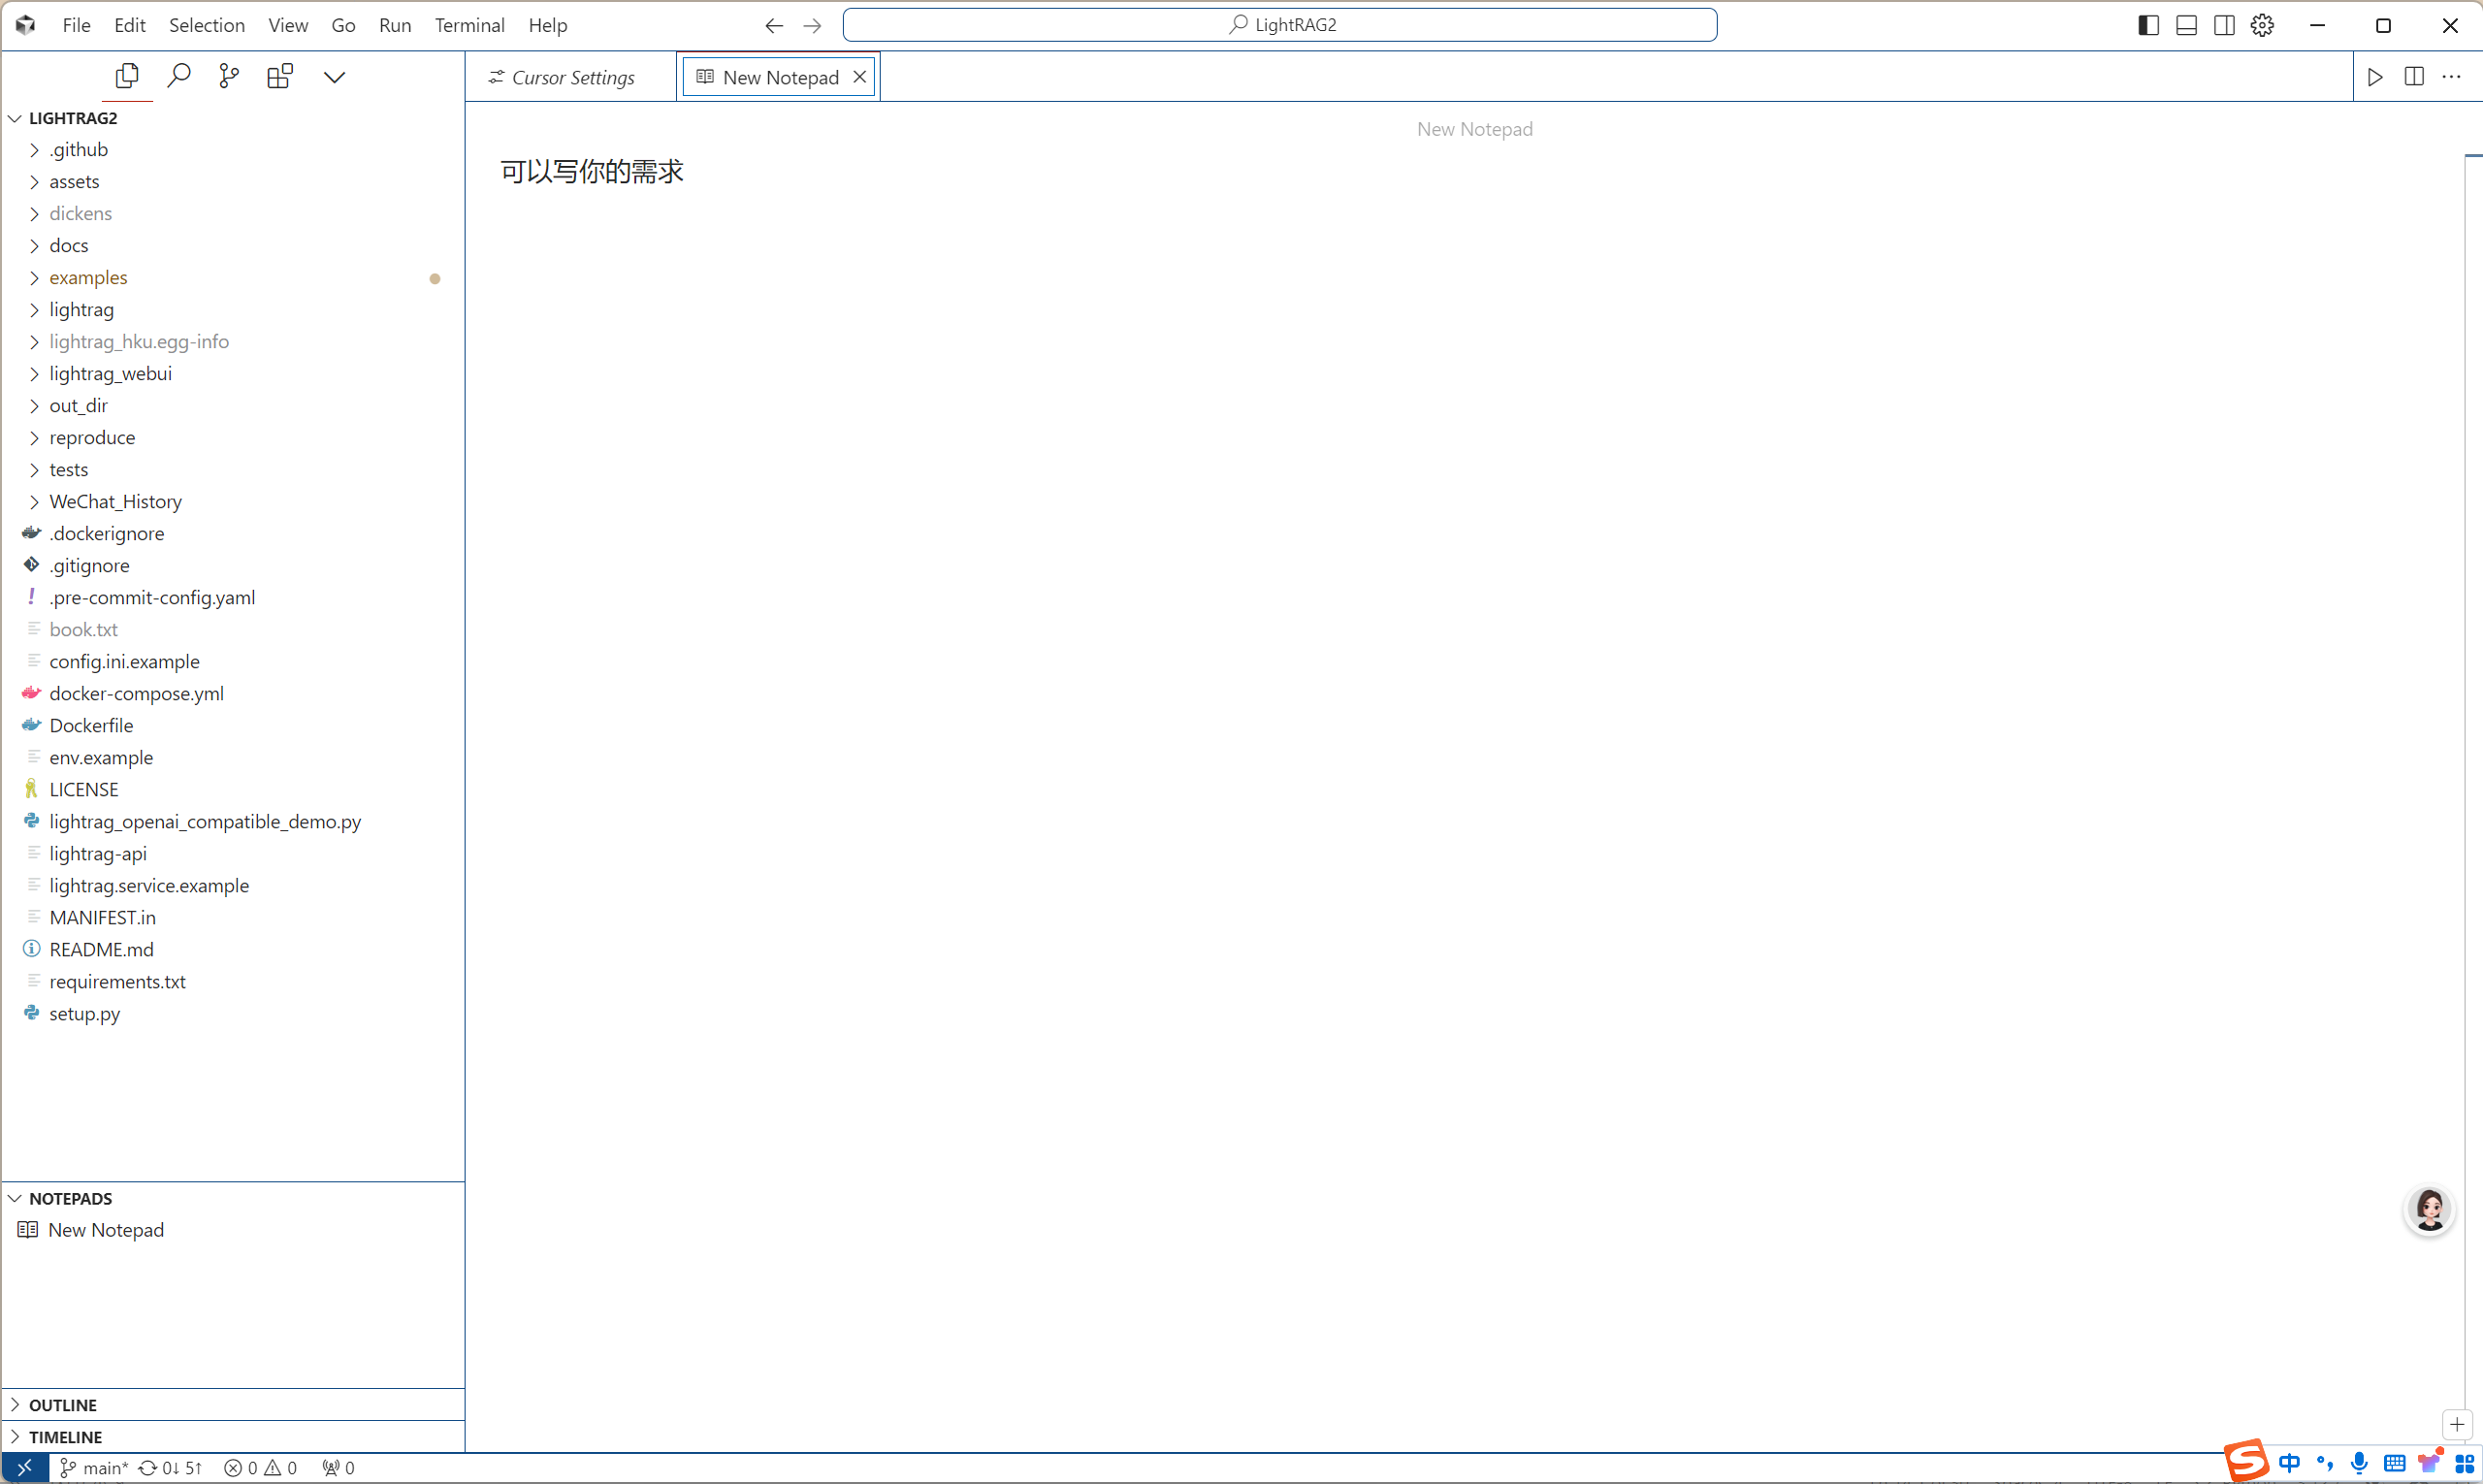 File Edit Selection View Go Run Terminal Help
LightRAG2
Cursor Settings
New Notepad
LIGHTRAG2
.github
assets
dickens
docs
examples
lightrag
lightrag_hku.egg-info
lightrag_webui
out_dir
reproduce
tests
WeChat_History
.dockerignore
.gitignore
.pre-commit-config.yaml
book.txt
config.ini.example
docker-compose.yml
Dockerfile
env.example
LICENSE
lightrag_openai_compatible_demo.py
lightrag-api
lightrag.service.example
MANIFEST.in
README.md
requirements.txt
setup.py
NOTEPADS
New Notepad
OUTLINE
TIMELINE
New Notepad
可以写你的需求
main* 0↓ 5↑ 0 0 0
中